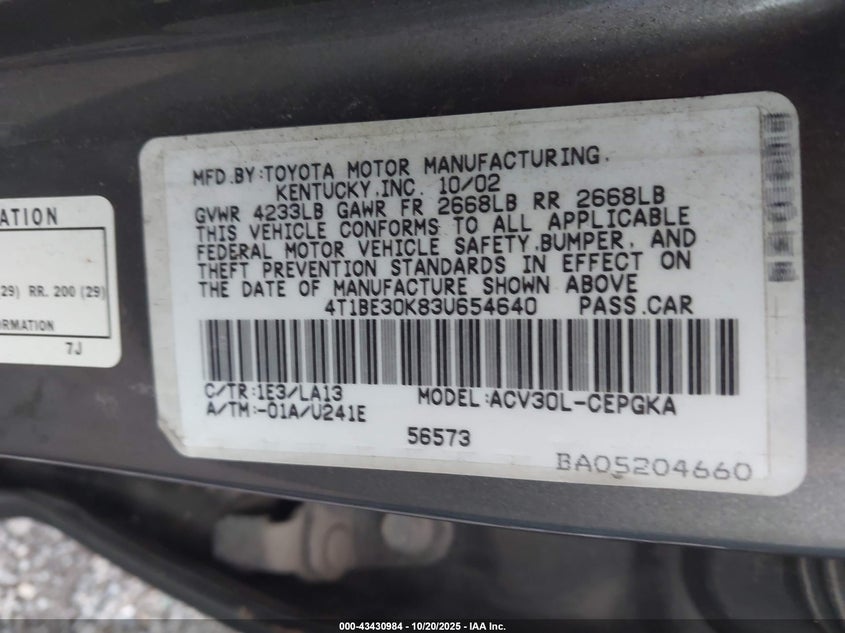 MFD.BY:TOYOTA MOTOR MANUFACTURING,
KENTUCKY,INC. 10/02
GVWR 4233LB GAWR FR 2668LB RR 2668LB
THIS VEHICLE CONFORMS TO ALL APPLICABLE
FEDERAL MOTOR VEHICLE SAFETY,BUMPER, AND
THEFT PREVENTION STANDARDS IN EFFECT ON
THE DATE OF MANUFACTURE SHOWN ABOVE
4T1BE30K83U654640 PASS.CAR
C/TR:1E3/LA13 MODEL:ACV30L-CEPGKA
A/TM:-01A/U241E
56573
BA05204660
ATION
(29) RR. 200 (29)
ORMATION
7J
000-43430984 - 10/20/2025 - IAA Inc.